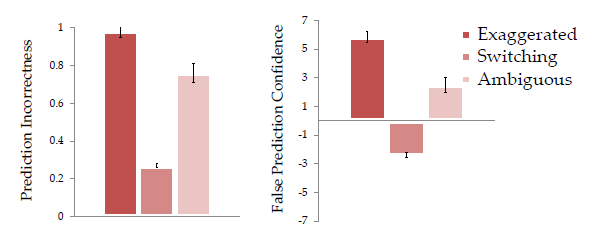 Prediction Incorrectness
1
0.8
0.6
0.4
0.2
0
False Prediction Confidence
7
5
3
1
-1
-3
-5
-7
Exaggerated
Switching
Ambiguous